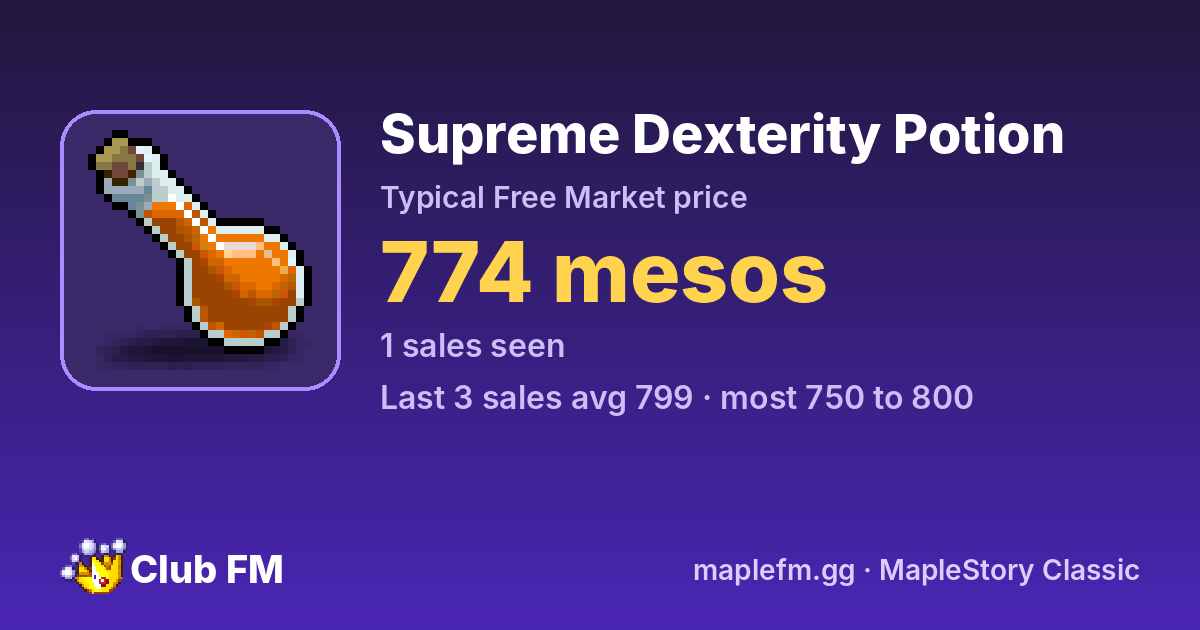 Supreme Dexterity Potion
Typical Free Market price
774 mesos
1 sales seen
Last 3 sales avg 799 · most 750 to 800
Club FM
maplefm.gg · MapleStory Classic